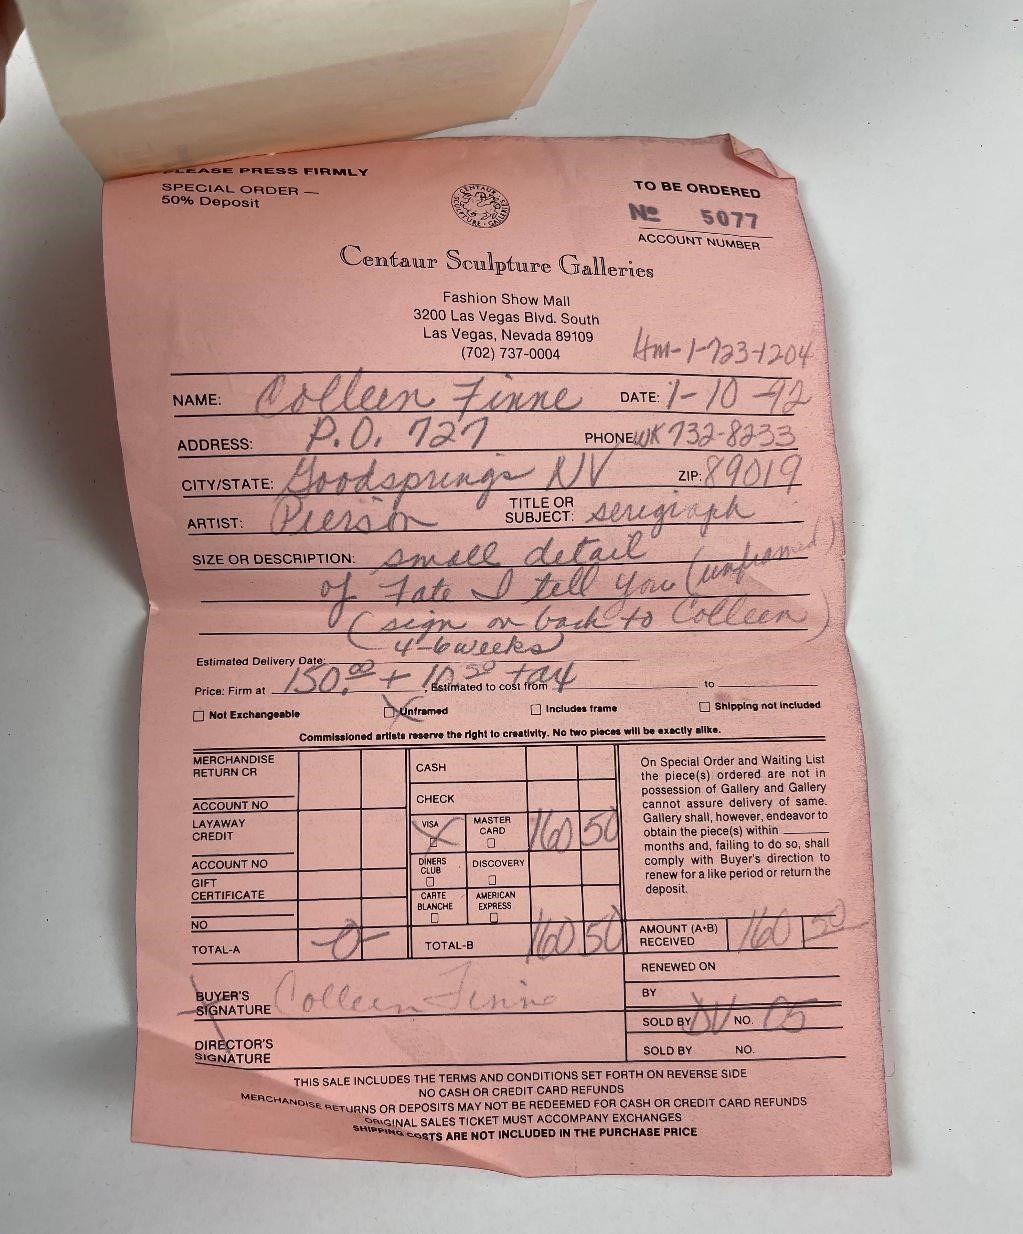 PLEASE PRESS FIRMLY
SPECIAL ORDER —
50% Deposit
CENTAUR SCULPTURE GALLERIES
TO BE ORDERED
No 5077
ACCOUNT NUMBER
Centaur Sculpture Galleries
Fashion Show Mall
3200 Las Vegas Blvd. South
Las Vegas, Nevada 89109
(702) 737-0004
Hm-1-723-1204
NAME: Colleen Finne DATE: 1-10-92
ADDRESS: P.O. 727 PHONE: WK 732-8233
CITY/STATE: Goodsprings NV ZIP: 89019
ARTIST: Pierson TITLE OR SUBJECT: serigraph
SIZE OR DESCRIPTION: small detail
of Fate I tell you (unframed)
(sign on back to Colleen)
Estimated Delivery Date: 4-6 weeks
Price: Firm at 150.00 + 10.50 tax , Estimated to cost from to
Not Exchangeable Unframed Includes frame Shipping not included
Commissioned artists reserve the right to creativity. No two pieces will be exactly alike.
MERCHANDISE
RETURN CR
ACCOUNT NO
LAYAWAY
CREDIT
ACCOUNT NO
GIFT
CERTIFICATE
NO
TOTAL-A -0-
CASH
CHECK
VISA X MASTER CARD 160 50
DINERS CLUB DISCOVERY
CARTE BLANCHE AMERICAN EXPRESS
TOTAL-B 160 50
On Special Order and Waiting List
the piece(s) ordered are not in
possession of Gallery and Gallery
cannot assure delivery of same.
Gallery shall, however, endeavor to
obtain the piece(s) within
months and, failing to do so, shall
comply with Buyer's direction to
renew for a like period or return the
deposit.
AMOUNT (A+B)
RECEIVED 160 50
RENEWED ON
BY
SOLD BY DV NO. 05
SOLD BY NO.
BUYER'S
SIGNATURE Colleen Finne
DIRECTOR'S
SIGNATURE
THIS SALE INCLUDES THE TERMS AND CONDITIONS SET FORTH ON REVERSE SIDE
NO CASH OR CREDIT CARD REFUNDS
MERCHANDISE RETURNS OR DEPOSITS MAY NOT BE REDEEMED FOR CASH OR CREDIT CARD REFUNDS
ORIGINAL SALES TICKET MUST ACCOMPANY EXCHANGES
SHIPPING COSTS ARE NOT INCLUDED IN THE PURCHASE PRICE